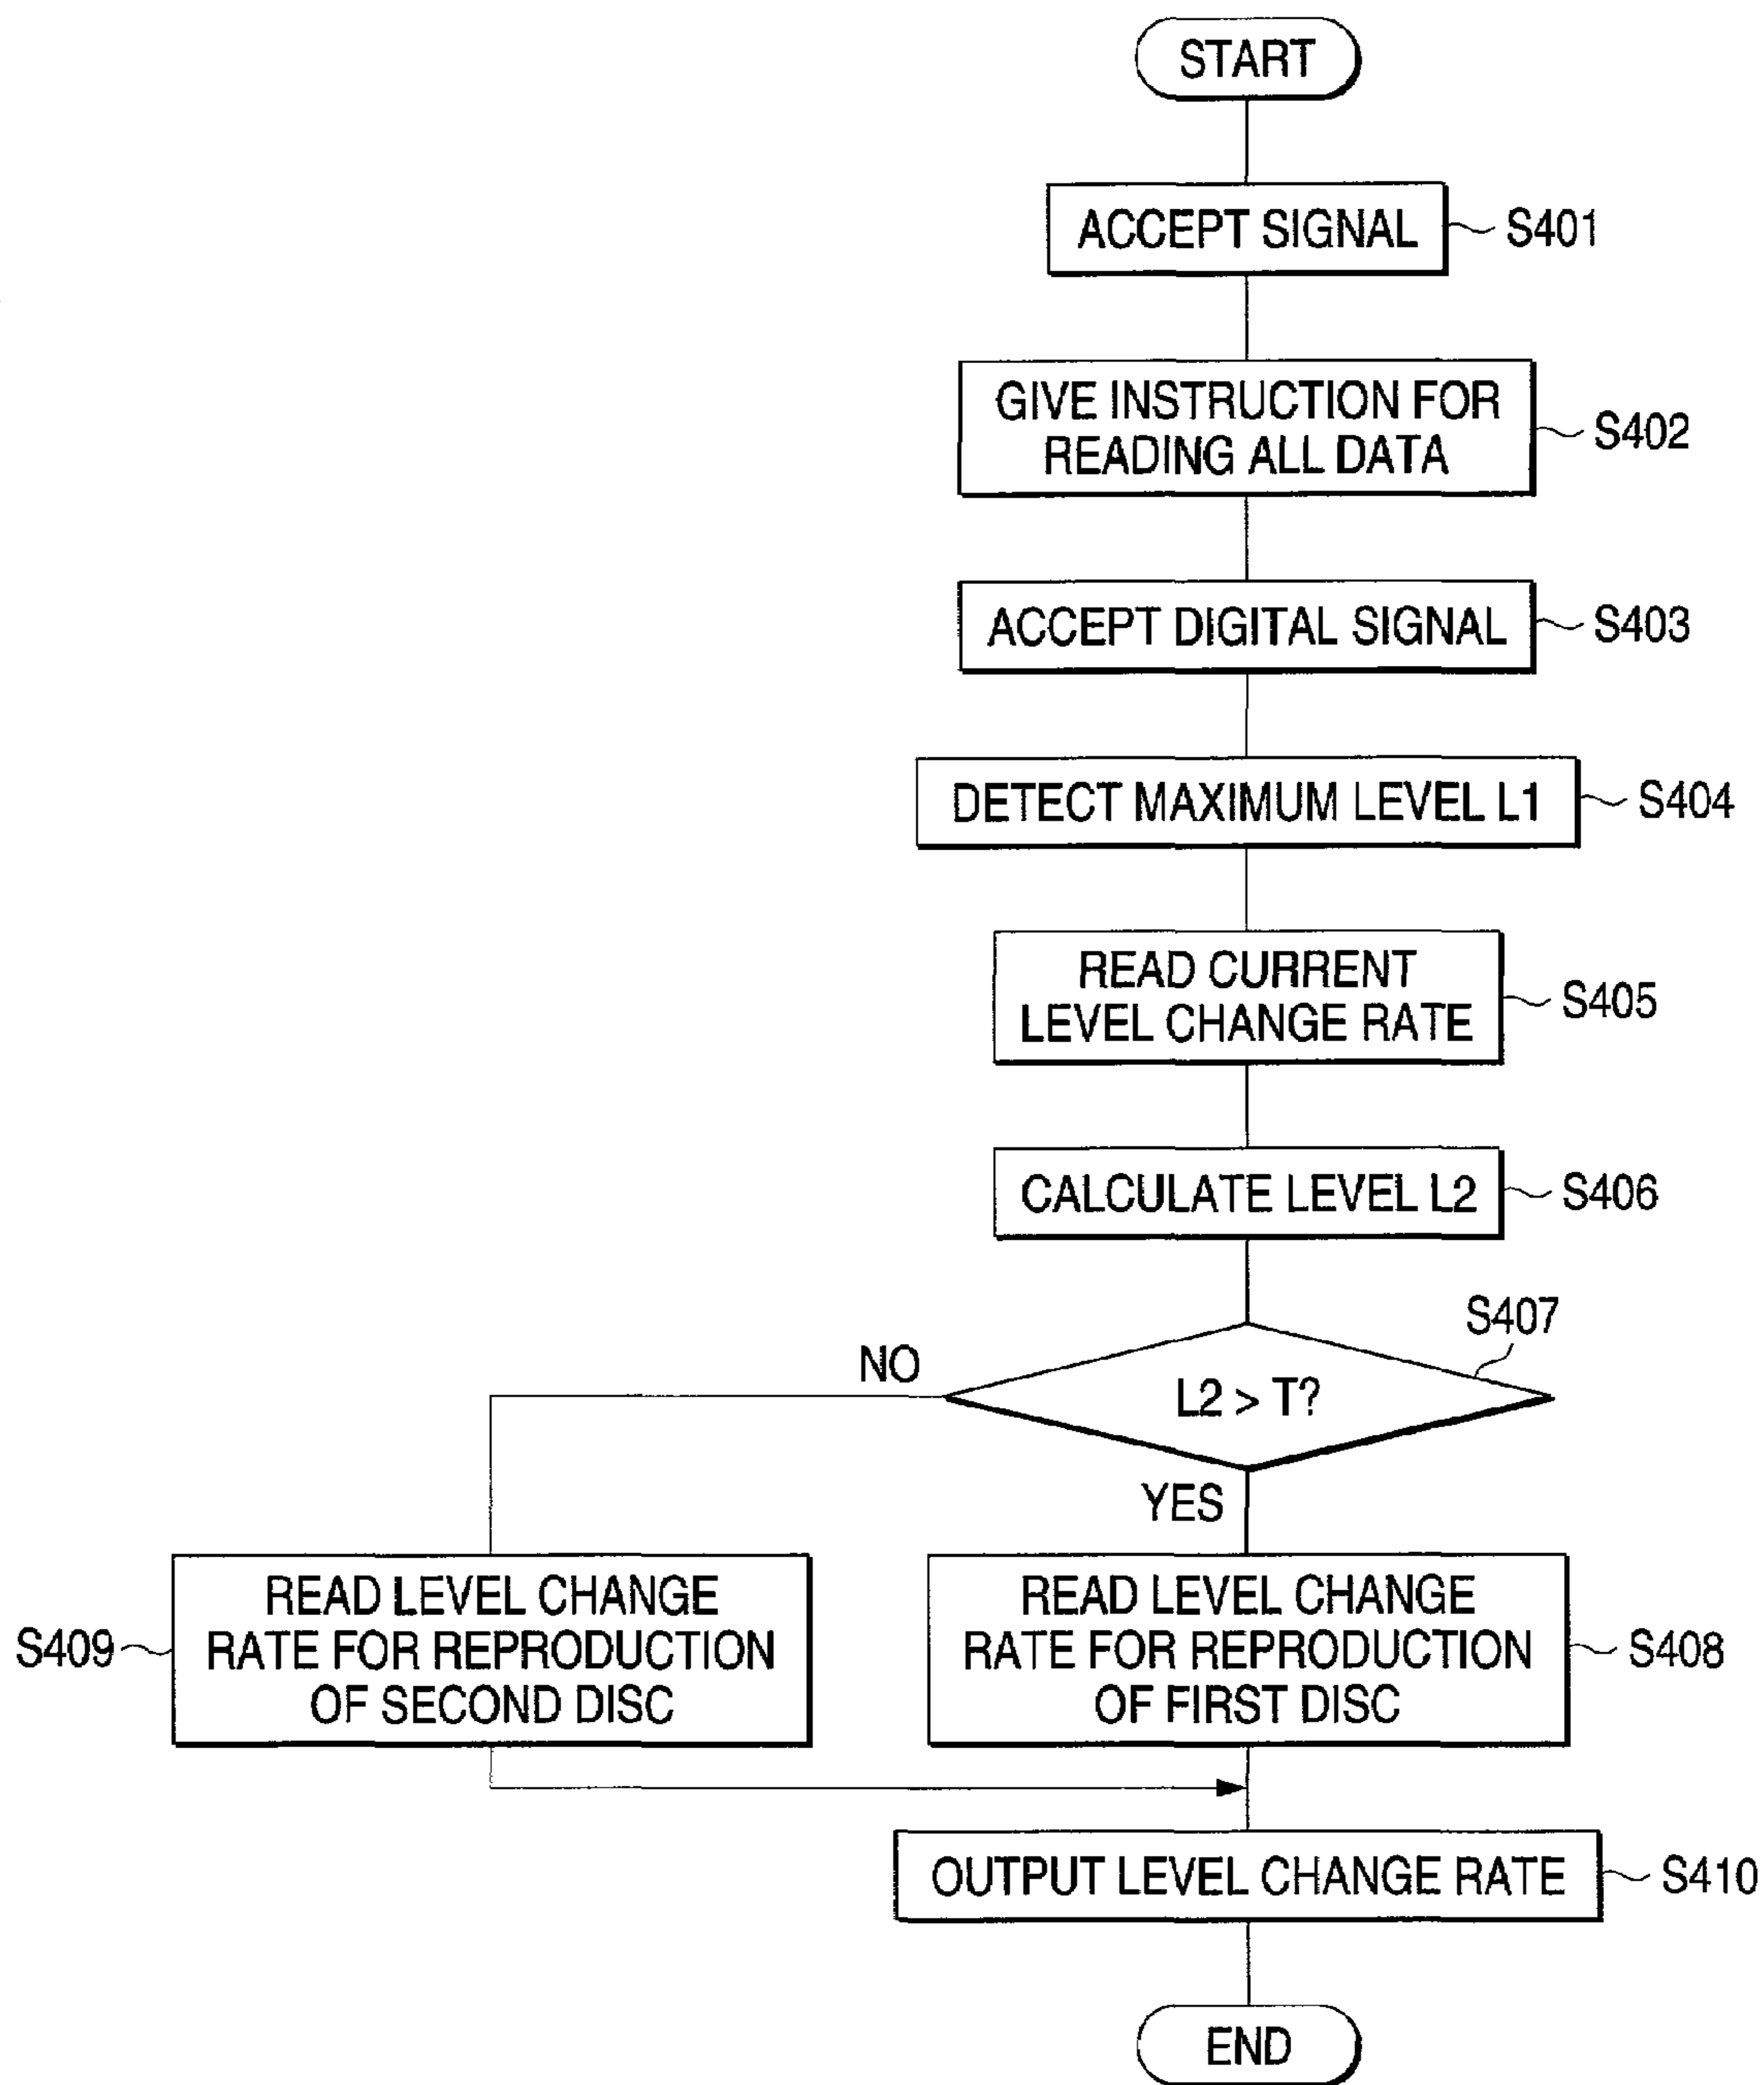 START
ACCEPT SIGNAL
S401
GIVE INSTRUCTION FOR
READING ALL DATA
S402
ACCEPT DIGITAL SIGNAL
S403
DETECT MAXIMUM LEVEL L1
S404
READ CURRENT
LEVEL CHANGE RATE
S405
CALCULATE LEVEL L2
S406
S407
L2 > T?
NO
YES
S409
READ LEVEL CHANGE
RATE FOR REPRODUCTION
OF SECOND DISC
READ LEVEL CHANGE
RATE FOR REPRODUCTION
OF FIRST DISC
S408
OUTPUT LEVEL CHANGE RATE
S410
END